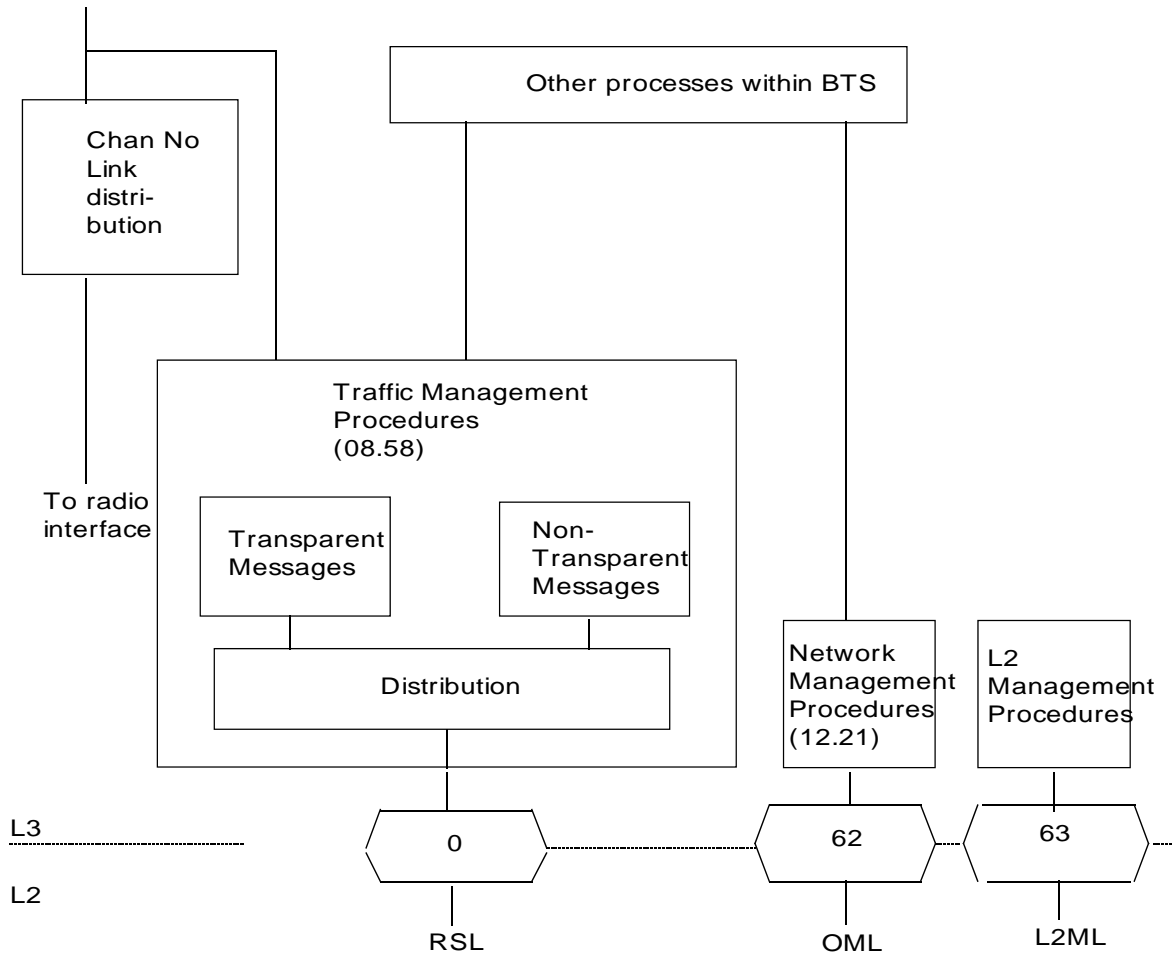 Other processes within BTS
Chan No
Link
distri-
bution
Traffic Management
Procedures
(08.58)
To radio
interface
Transparent
Messages
Non-
Transparent
Messages
Distribution
Network
Management
Procedures
(12.21)
L2
Management
Procedures
L3
0
62
63
L2
RSL
OML
L2ML